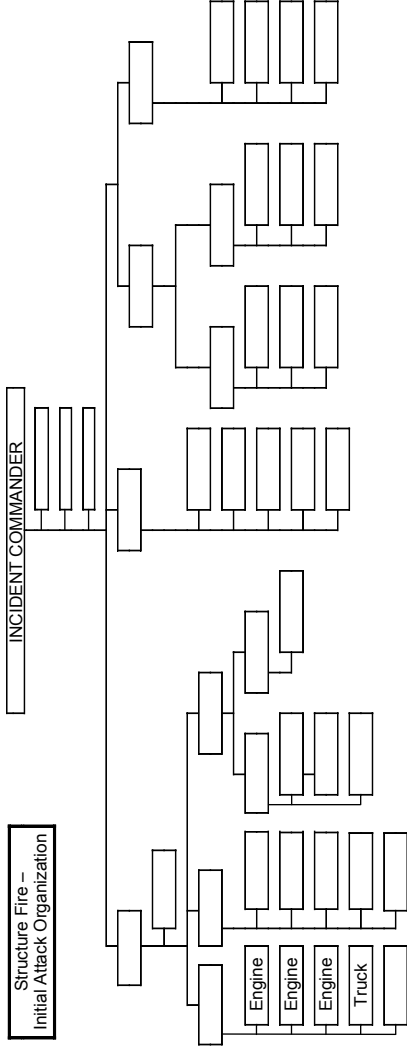 Structure Fire –
Initial Attack Organization
INCIDENT COMMANDER
Engine
Engine
Engine
Truck